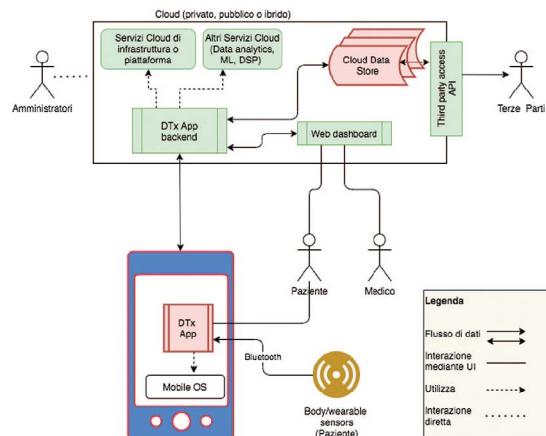 Cloud (privato, pubblico o ibrido)
Servizi Cloud di
infrastruttura o
piattaforma
Altri Servizi Cloud
(Data analytics,
ML, DSP)
Cloud Data
Store
Third party access
API
Amministratori
Terze Parti
DTx App
backend
Web dashboard
Paziente
Medico
DTx
App
Bluetooth
Mobile OS
Body/wearable
sensors
(Paziente)
Legenda
Flusso di dati
Interazione
mediante UI
Utilizza
Interazione
diretta